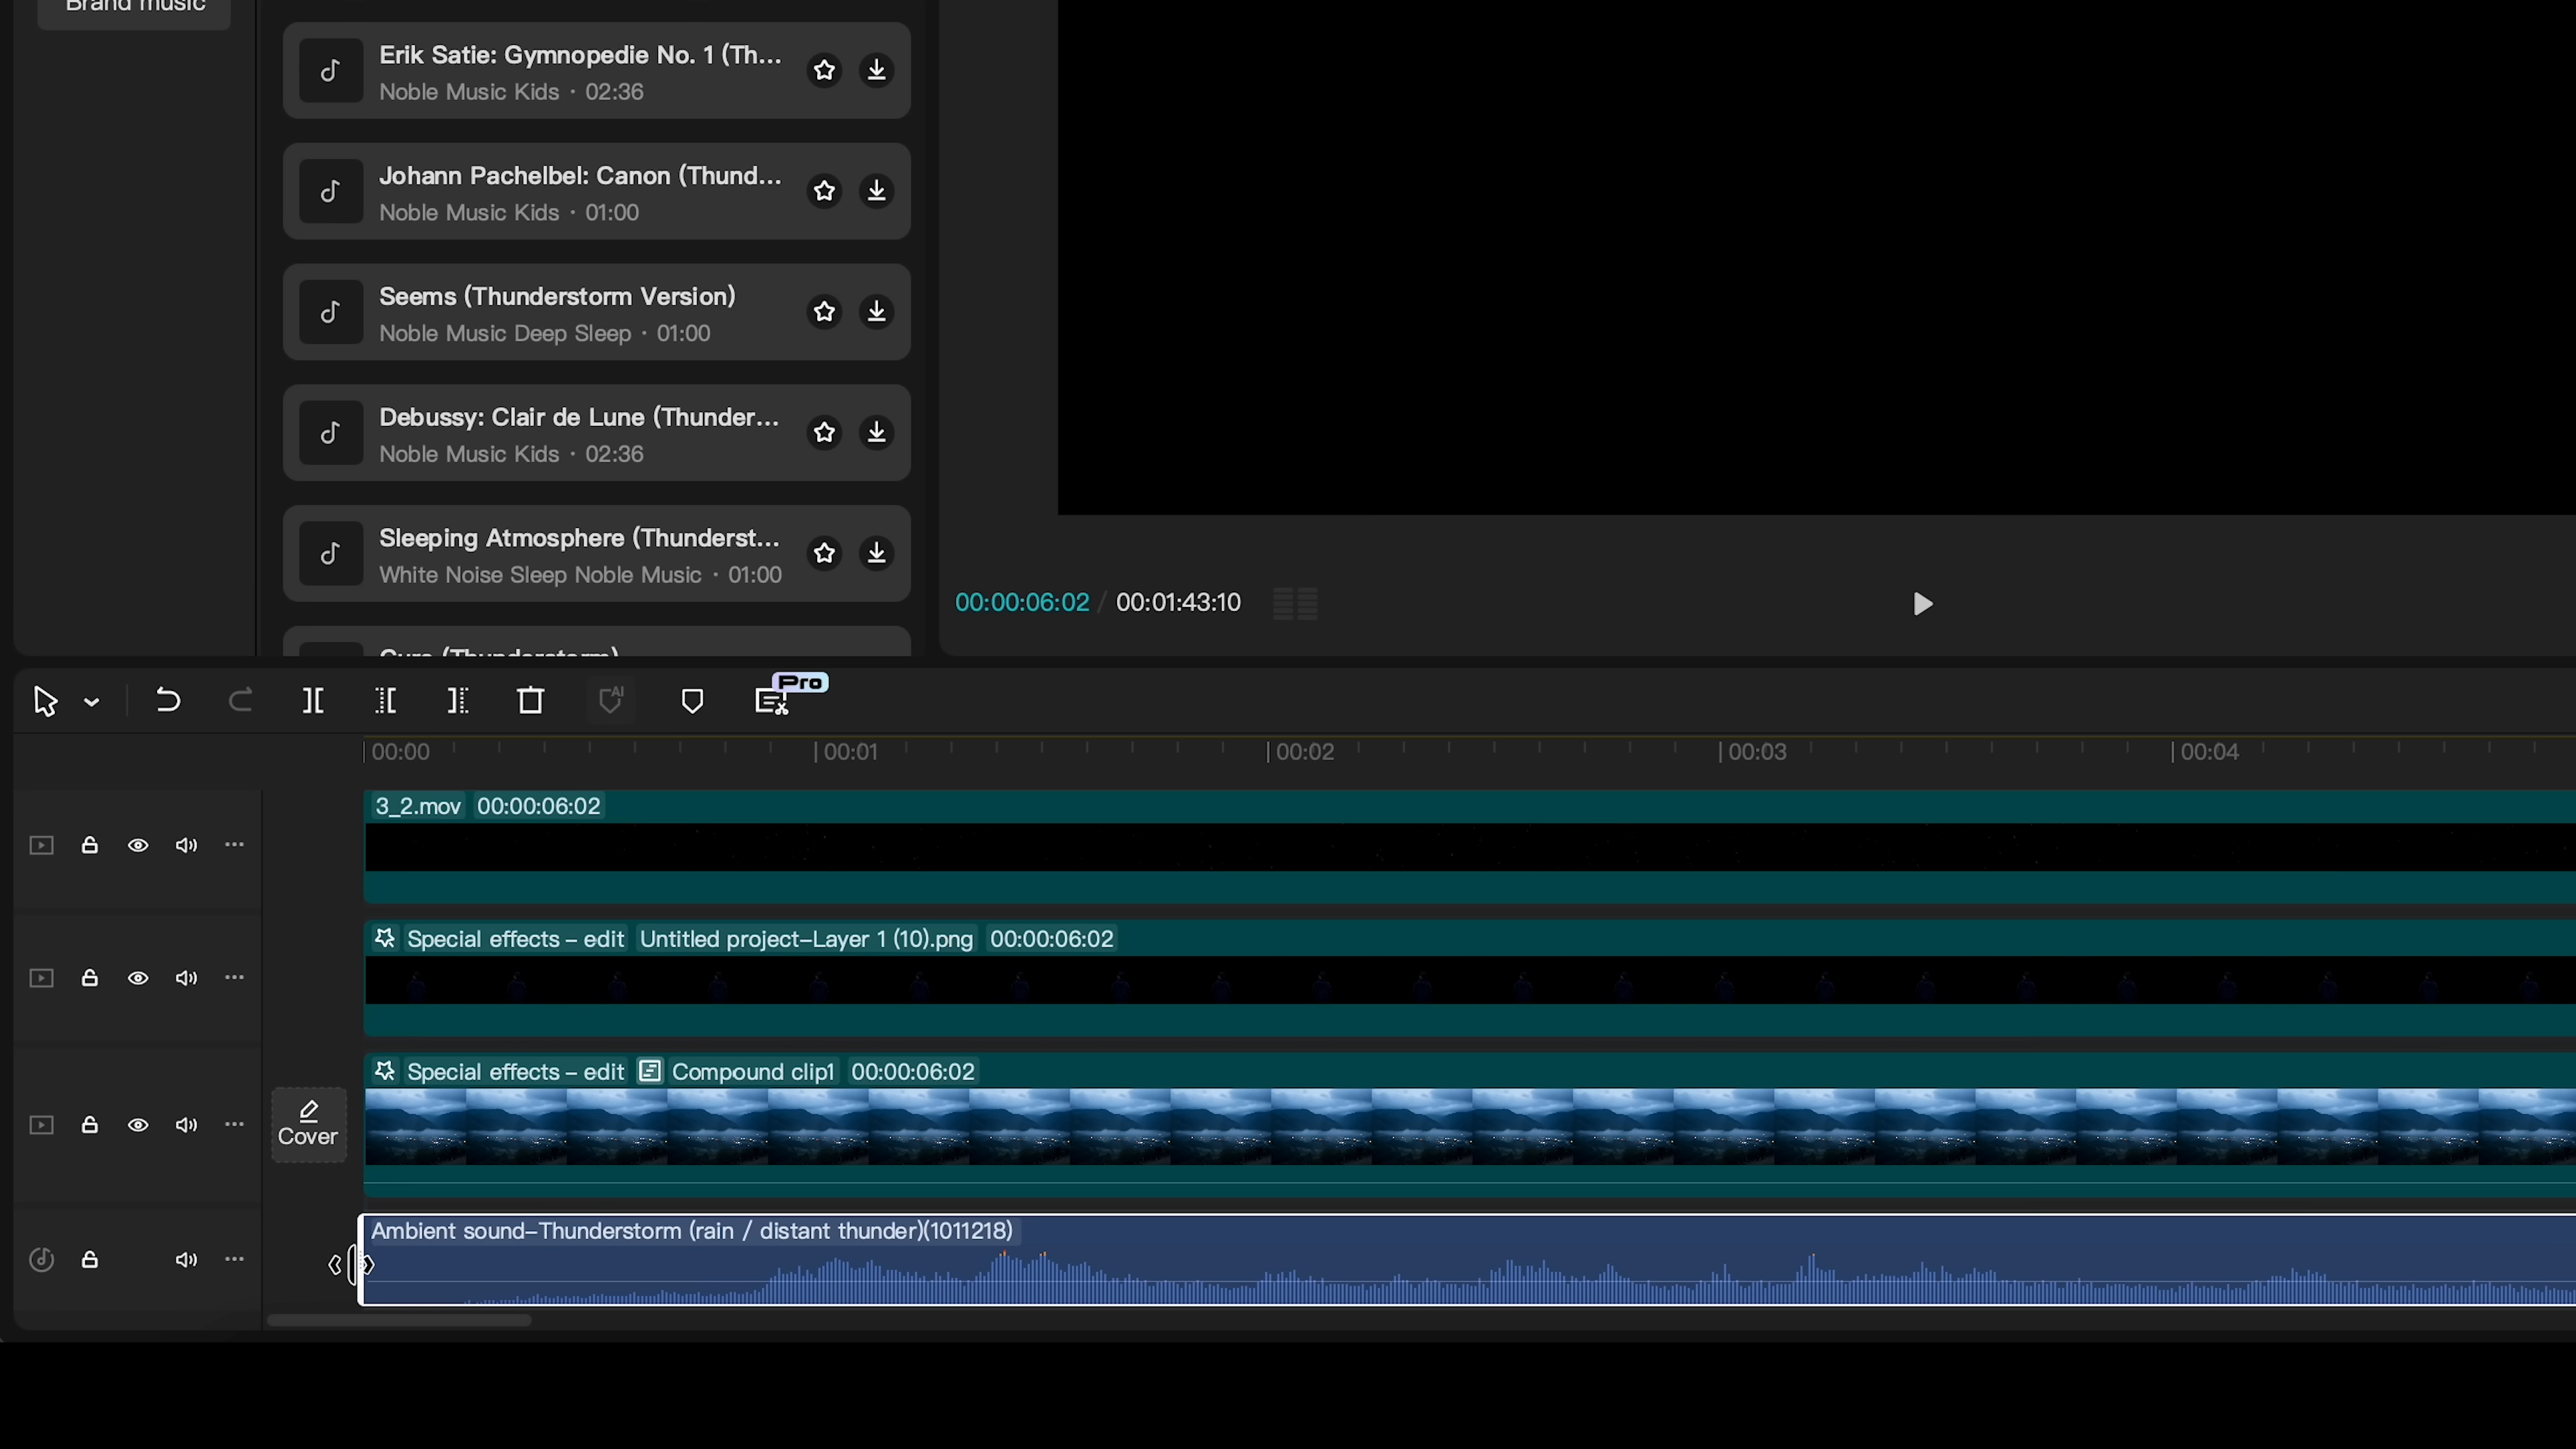 Brand music
Erik Satie: Gymnopedie No. 1 (Th...
Noble Music Kids · 02:36
Johann Pachelbel: Canon (Thund...
Noble Music Kids · 01:00
Seems (Thunderstorm Version)
Noble Music Deep Sleep · 01:00
Debussy: Clair de Lune (Thunder...
Noble Music Kids · 02:36
Sleeping Atmosphere (Thunderst...
White Noise Sleep Noble Music · 01:00
(Thunderstorm)
00:00:06:02 / 00:01:43:10
AI
Pro
00:00 00:01 00:02 00:03 00:04
3_2.mov 00:00:06:02
Special effects – edit Untitled project–Layer 1 (10).png 00:00:06:02
Special effects – edit Compound clip1 00:00:06:02
Cover
Ambient sound–Thunderstorm (rain / distant thunder)(1011218)